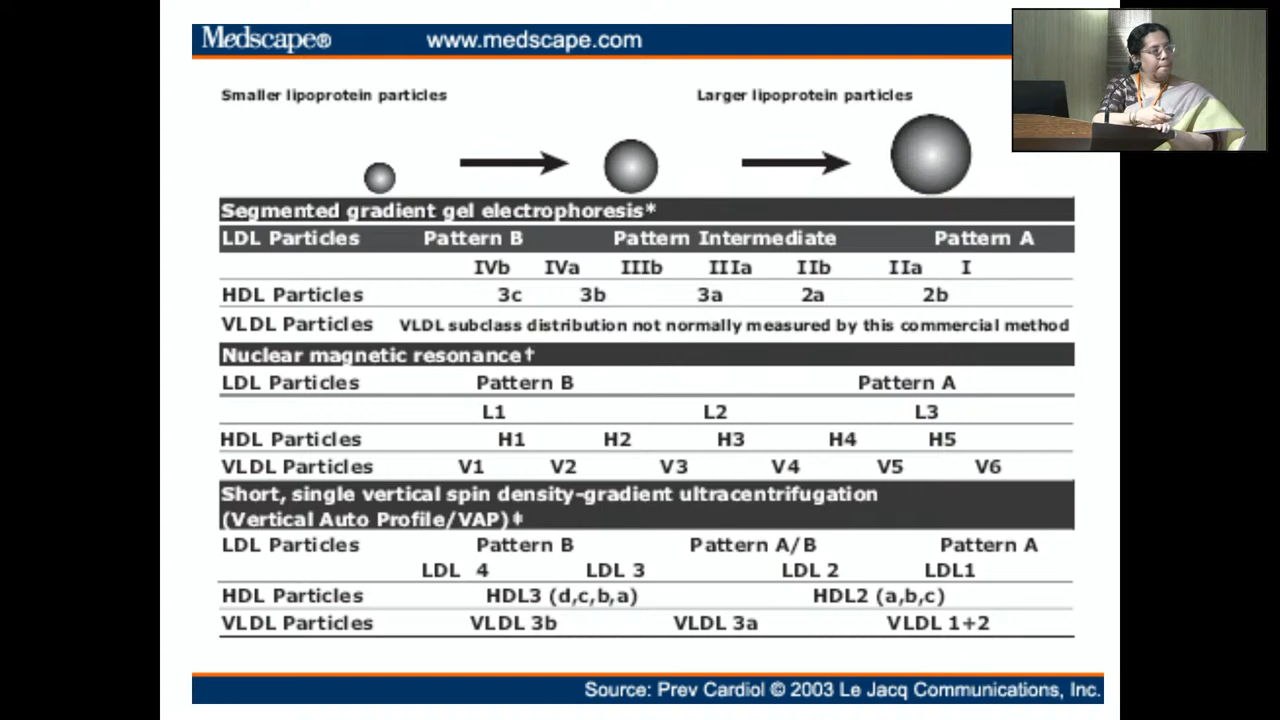 Medscape® www.medscape.com
Smaller lipoprotein particles Larger lipoprotein particles
Segmented gradient gel electrophoresis*
LDL Particles Pattern B Pattern Intermediate Pattern A
IVb IVa IIIb IIIa IIb IIa I
HDL Particles 3c 3b 3a 2a 2b
VLDL Particles VLDL subclass distribution not normally measured by this commercial method
Nuclear magnetic resonance†
LDL Particles Pattern B Pattern A
L1 L2 L3
HDL Particles H1 H2 H3 H4 H5
VLDL Particles V1 V2 V3 V4 V5 V6
Short, single vertical spin density-gradient ultracentrifugation
(Vertical Auto Profile/VAP)‡
LDL Particles Pattern B Pattern A/B Pattern A
LDL 4 LDL 3 LDL 2 LDL1
HDL Particles HDL3 (d,c,b,a) HDL2 (a,b,c)
VLDL Particles VLDL 3b VLDL 3a VLDL 1+2
Source: Prev Cardiol © 2003 Le Jacq Communications, Inc.